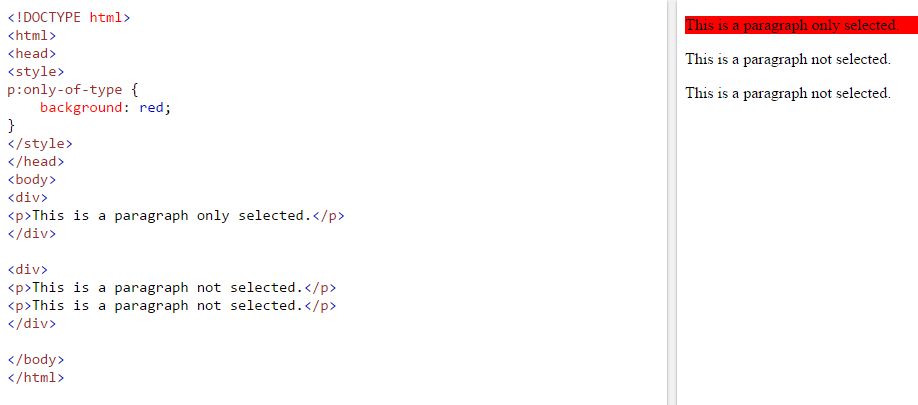 <!DOCTYPE html>
<html>
<head>
<style>
p:only-of-type {
    background: red;
}
</style>
</head>
<body>
<div>
<p>This is a paragraph only selected.</p>
</div>

<div>
<p>This is a paragraph not selected.</p>
<p>This is a paragraph not selected.</p>
</div>

</body>
</html>
This is a paragraph only selected.
This is a paragraph not selected.
This is a paragraph not selected.